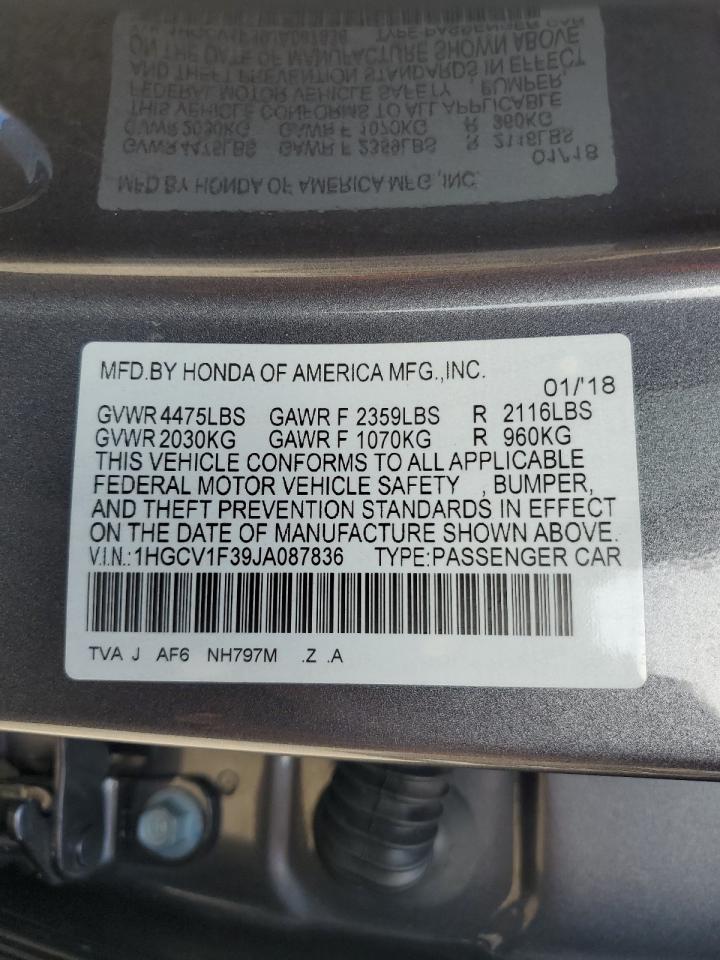 MFD.BY HONDA OF AMERICA MFG.,INC.
01/'18
GVWR 4475LBS GAWR F 2359LBS R 2116LBS
GVWR 2030KG GAWR F 1070KG R 960KG
THIS VEHICLE CONFORMS TO ALL APPLICABLE
FEDERAL MOTOR VEHICLE SAFETY , BUMPER,
AND THEFT PREVENTION STANDARDS IN EFFECT
ON THE DATE OF MANUFACTURE SHOWN ABOVE.
V.I.N.:1HGCV1F39JA087836 TYPE:PASSENGER CAR
TVA J AF6 NH797M .Z .A